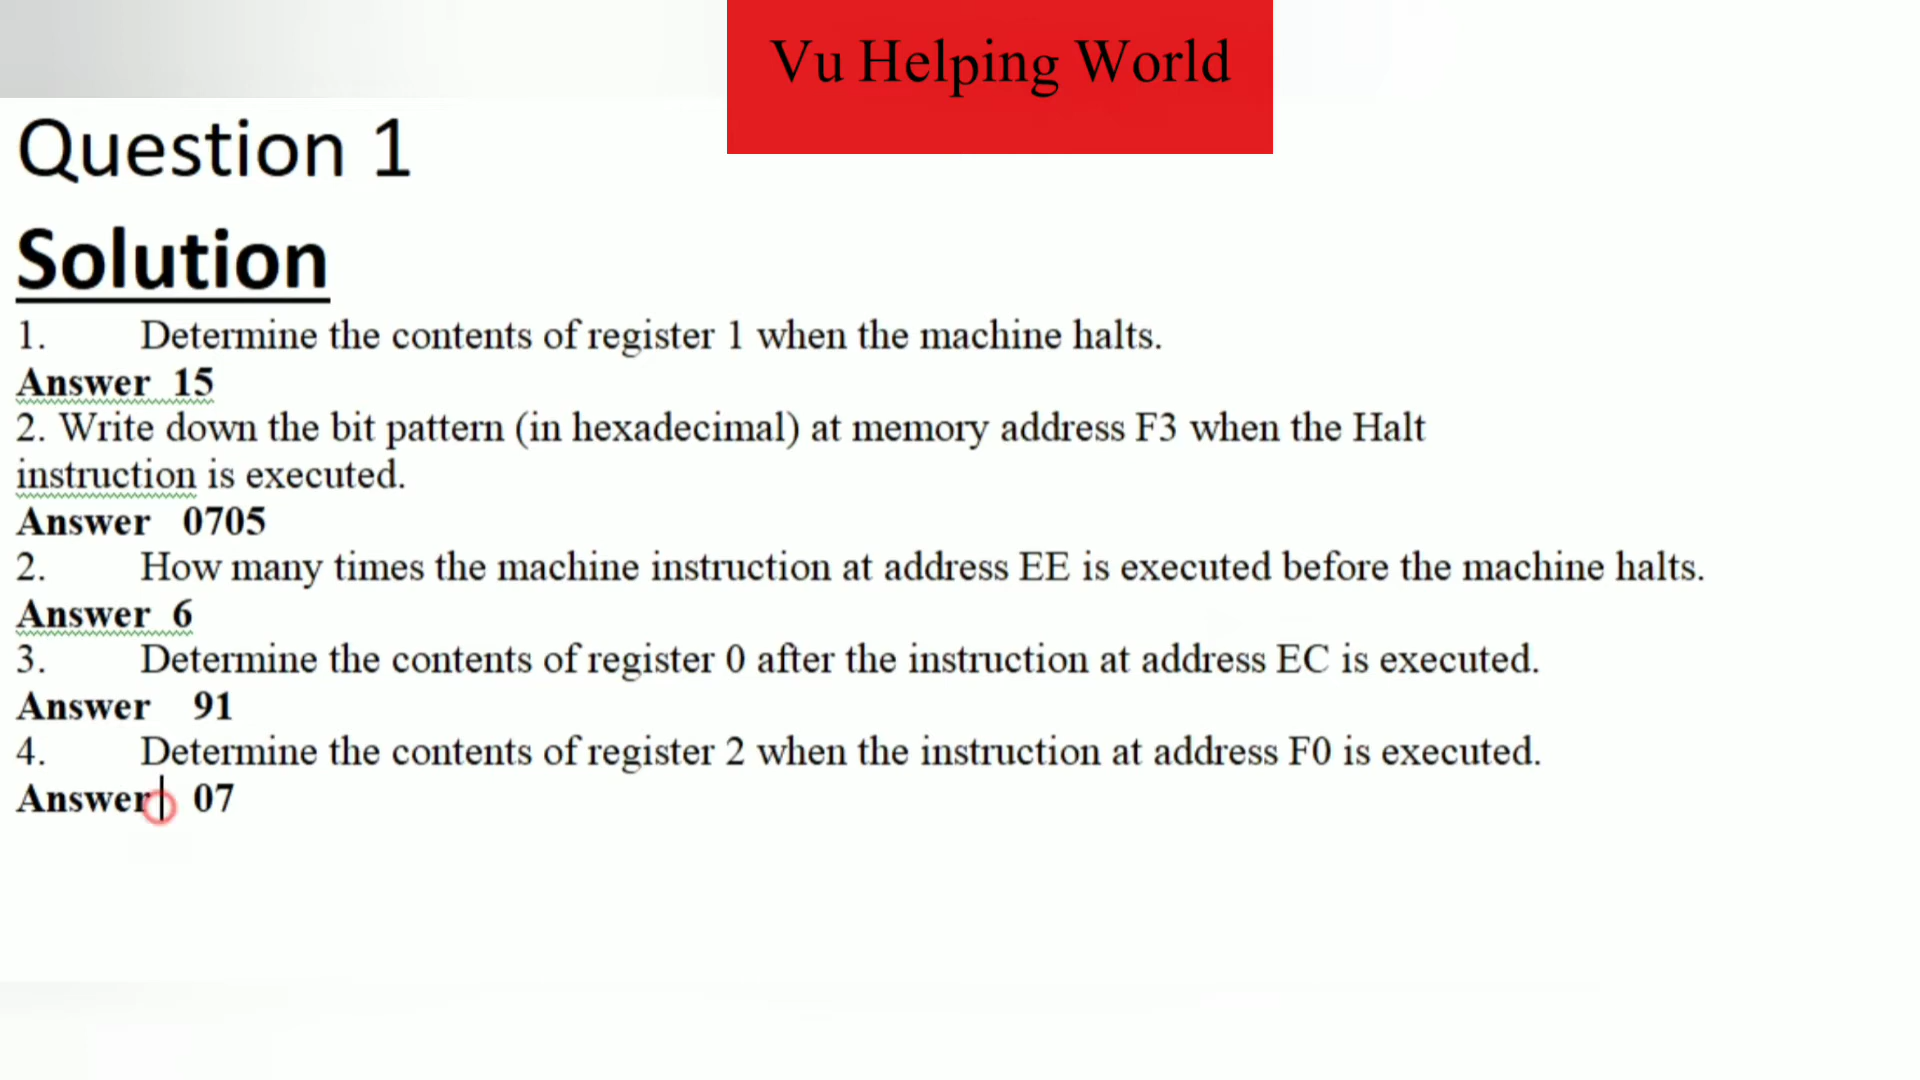 Vu Helping World
Question 1
Solution
1. Determine the contents of register 1 when the machine halts.
Answer 15
2. Write down the bit pattern (in hexadecimal) at memory address F3 when the Halt
instruction is executed.
Answer 0705
2. How many times the machine instruction at address EE is executed before the machine halts.
Answer 6
3. Determine the contents of register 0 after the instruction at address EC is executed.
Answer 91
4. Determine the contents of register 2 when the instruction at address F0 is executed.
Answer 07